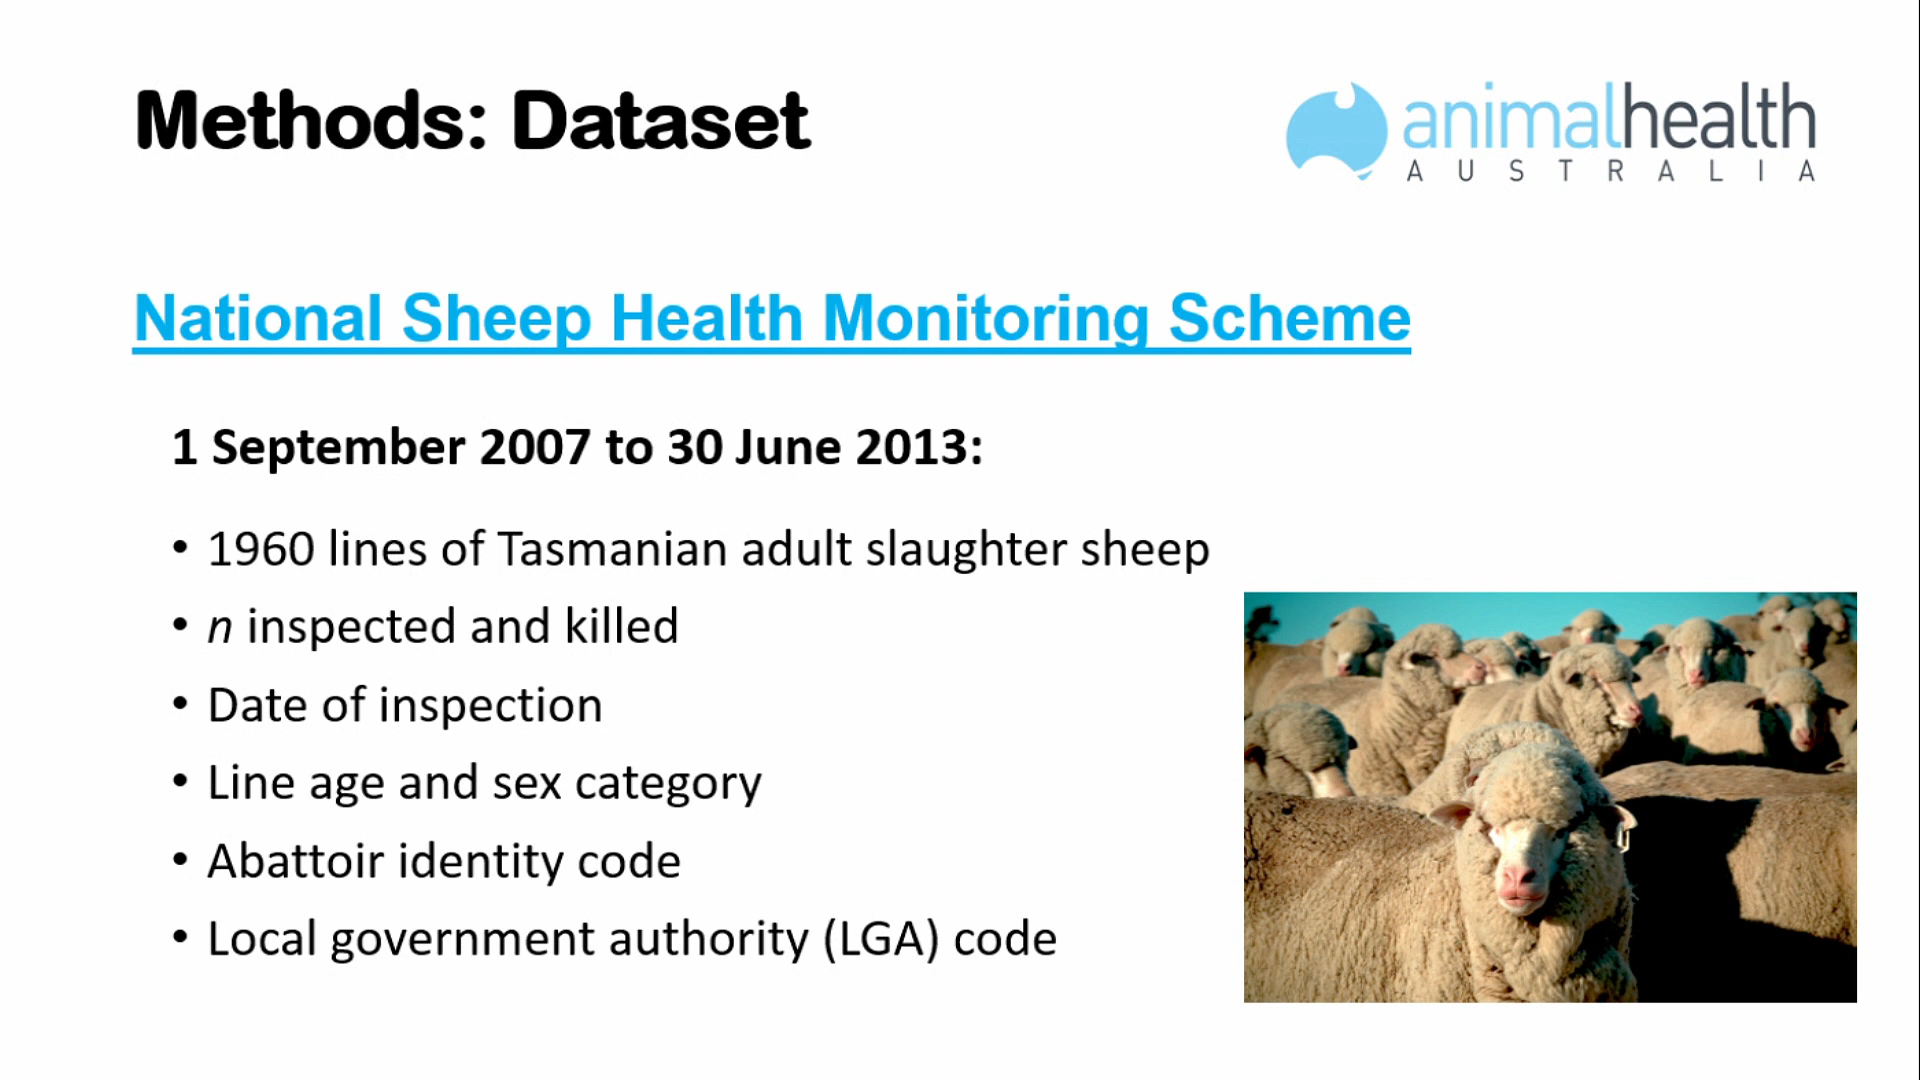 Methods: Dataset
animalhealth
AUSTRALIA
National Sheep Health Monitoring Scheme
1 September 2007 to 30 June 2013:
• 1960 lines of Tasmanian adult slaughter sheep
• n inspected and killed
• Date of inspection
• Line age and sex category
• Abattoir identity code
• Local government authority (LGA) code